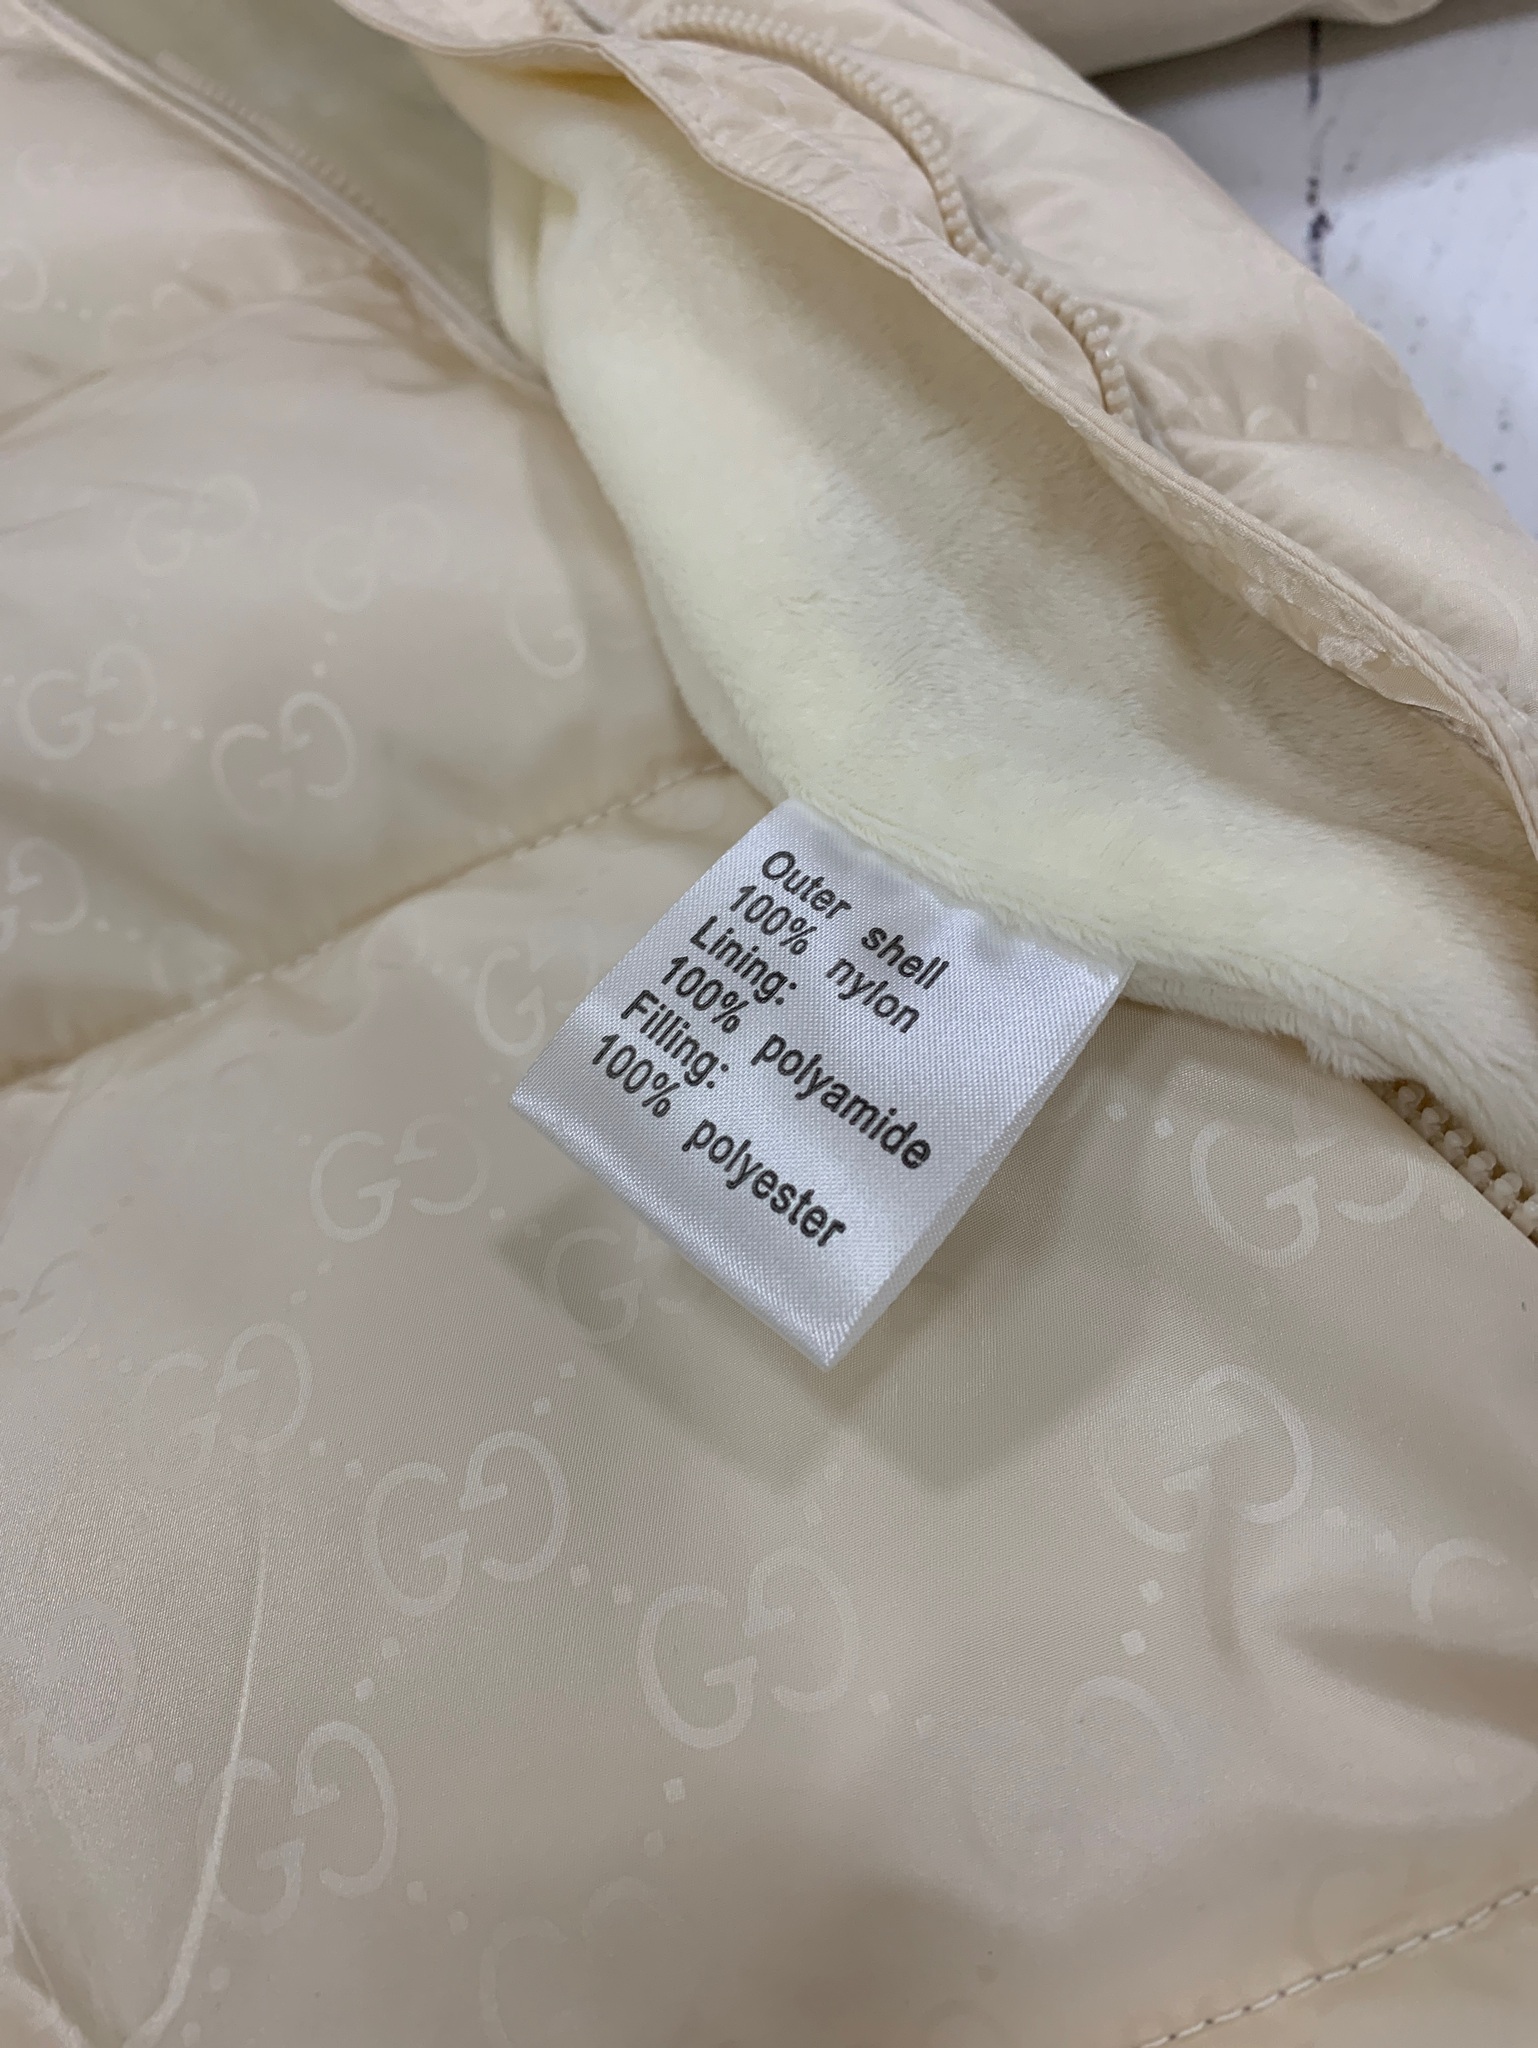 Outer shell
100% nylon
Lining:
100% polyamide
Filling:
100% polyester